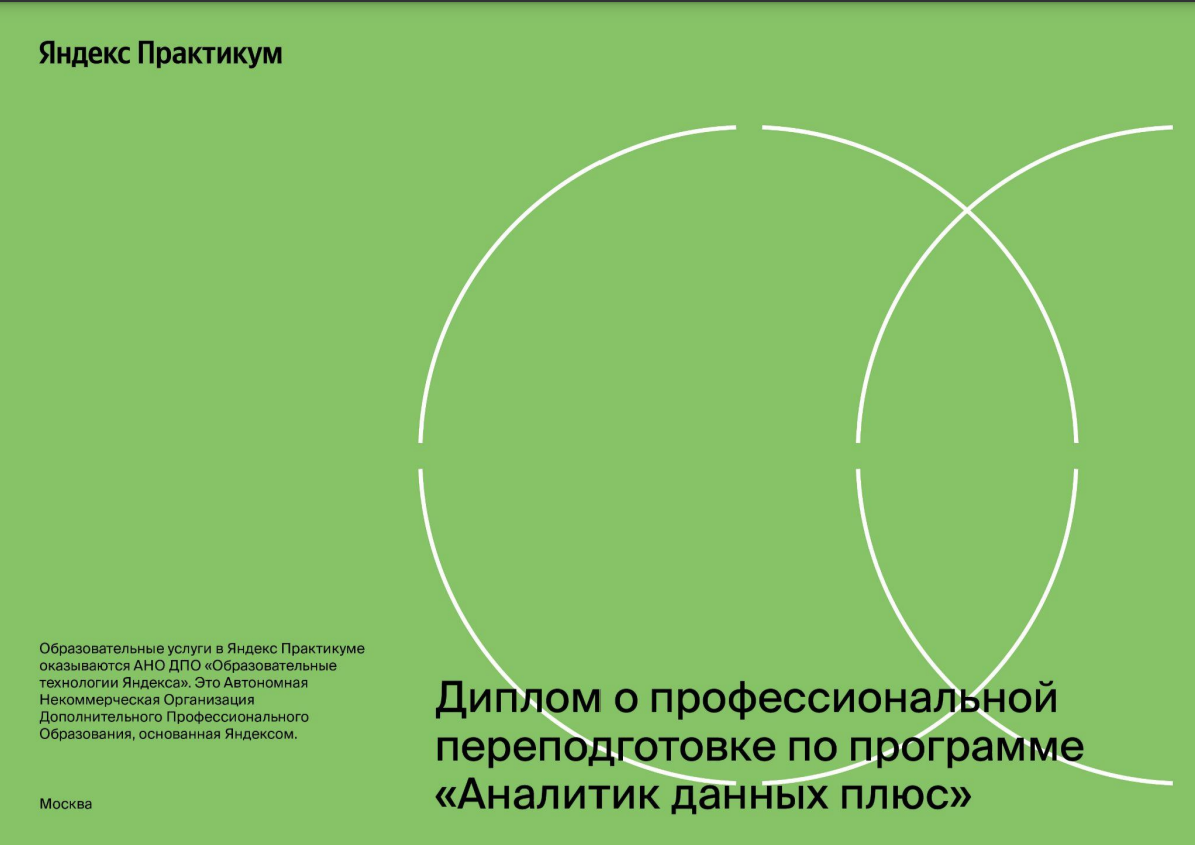 Яндекс Практикум
Образовательные услуги в Яндекс Практикуме
оказываются АНО ДПО «Образовательные
технологии Яндекса». Это Автономная
Некоммерческая Организация
Дополнительного Профессионального
Образования, основанная Яндексом.
Москва
Диплом о профессиональной
переподготовке по программе
«Аналитик данных плюс»